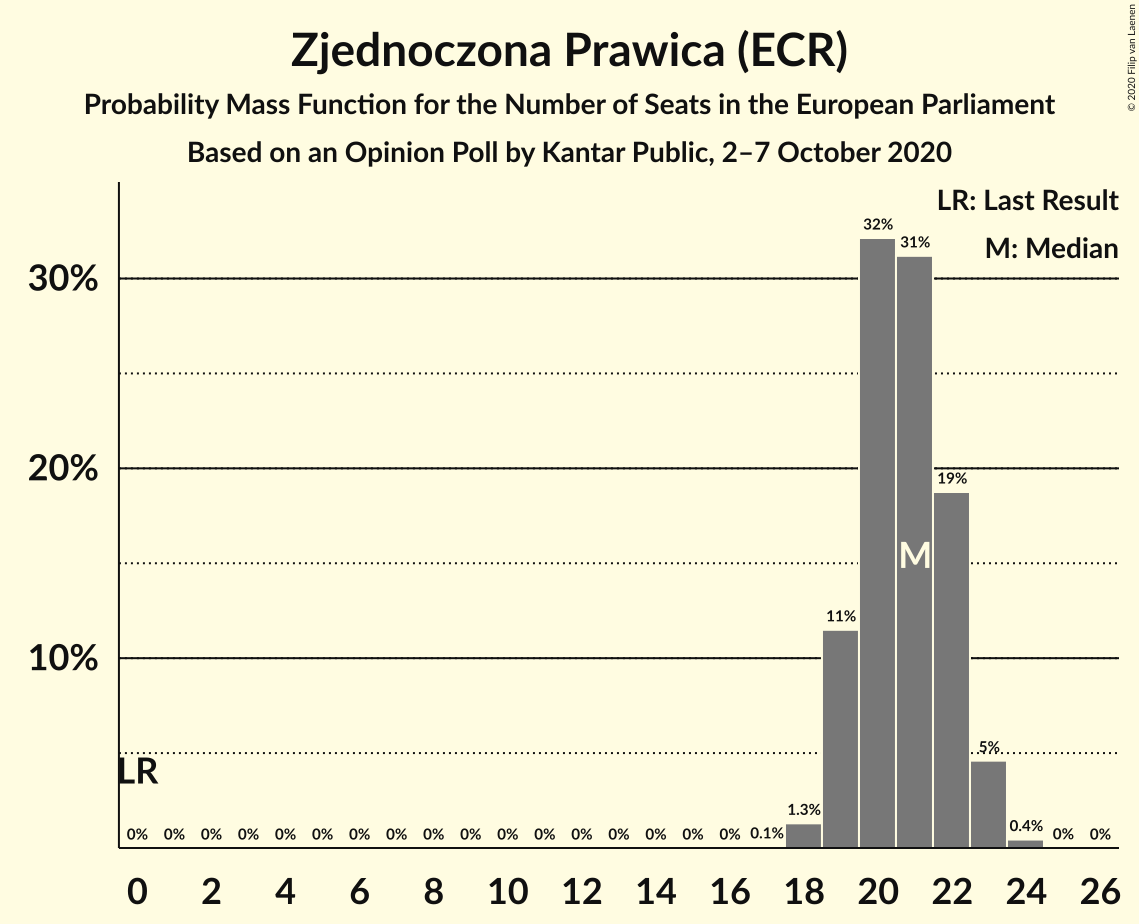 Zjednoczona Prawica (ECR)
Probability Mass Function for the Number of Seats in the European Parliament
Based on an Opinion Poll by Kantar Public, 2–7 October 2020
© 2020 Filip van Laenen
LR: Last Result
M: Median
32%
31%
30%
20%
19%
M
11%
10%
5%
LR
1.3%
0.4%
0% 0% 0% 0% 0% 0% 0% 0% 0% 0% 0% 0% 0% 0% 0% 0% 0% 0.1% 0% 0%
0 2 4 6 8 10 12 14 16 18 20 22 24 26